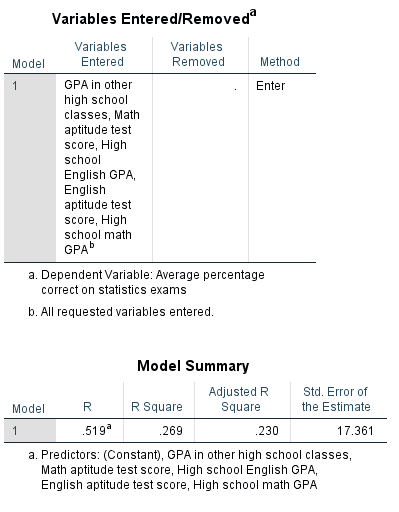 Variables Entered/Removedᵃ
Model Variables Entered Variables Removed Method
1 GPA in other high school classes, Math aptitude test score, High school English GPA, English aptitude test score, High school math GPAᵇ . Enter
a. Dependent Variable: Average percentage
correct on statistics exams
b. All requested variables entered.
Model Summary
Model R R Square Adjusted R Square Std. Error of the Estimate
1 .519ᵃ .269 .230 17.361
a. Predictors: (Constant), GPA in other high school classes,
Math aptitude test score, High school English GPA,
English aptitude test score, High school math GPA